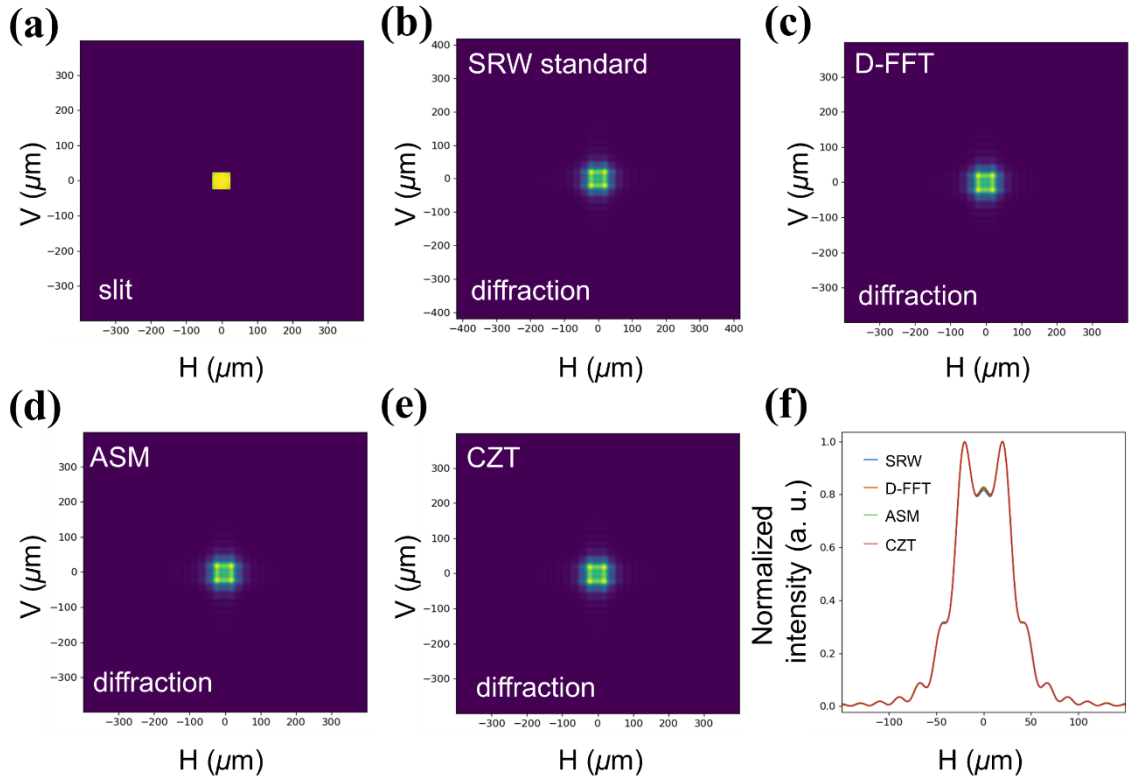 (a)
300
200
100
0
−100
−200
−300
V (μm)
slit
−300 −200 −100 0 100 200 300
H (μm)
(b)
400
300
200
100
0
−100
−200
−300
−400
V (μm)
SRW standard
diffraction
−400 −300 −200 −100 0 100 200 300 400
H (μm)
(c)
300
200
100
0
−100
−200
−300
V (μm)
D-FFT
diffraction
−300 −200 −100 0 100 200 300
H (μm)
(d)
300
200
100
0
−100
−200
−300
V (μm)
ASM
diffraction
−300 −200 −100 0 100 200 300
H (μm)
(e)
300
200
100
0
−100
−200
−300
V (μm)
CZT
diffraction
−300 −200 −100 0 100 200 300
H (μm)
(f)
1.0
0.8
0.6
0.4
0.2
0.0
Normalized
intensity (a. u.)
SRW
D-FFT
ASM
CZT
−100 −50 0 50 100
H (μm)